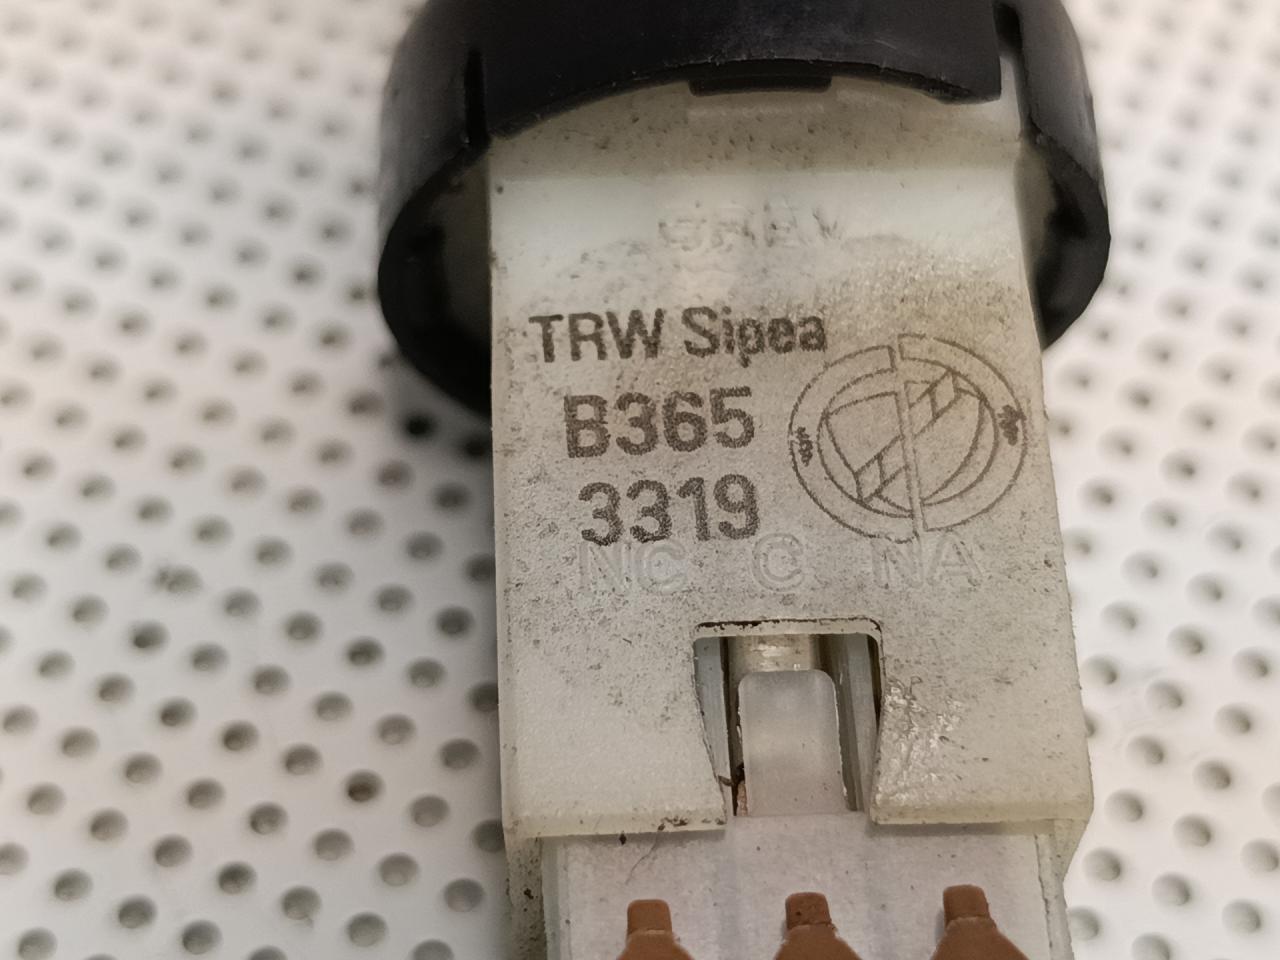 TRW Sipea
B365
3319
NC C NA